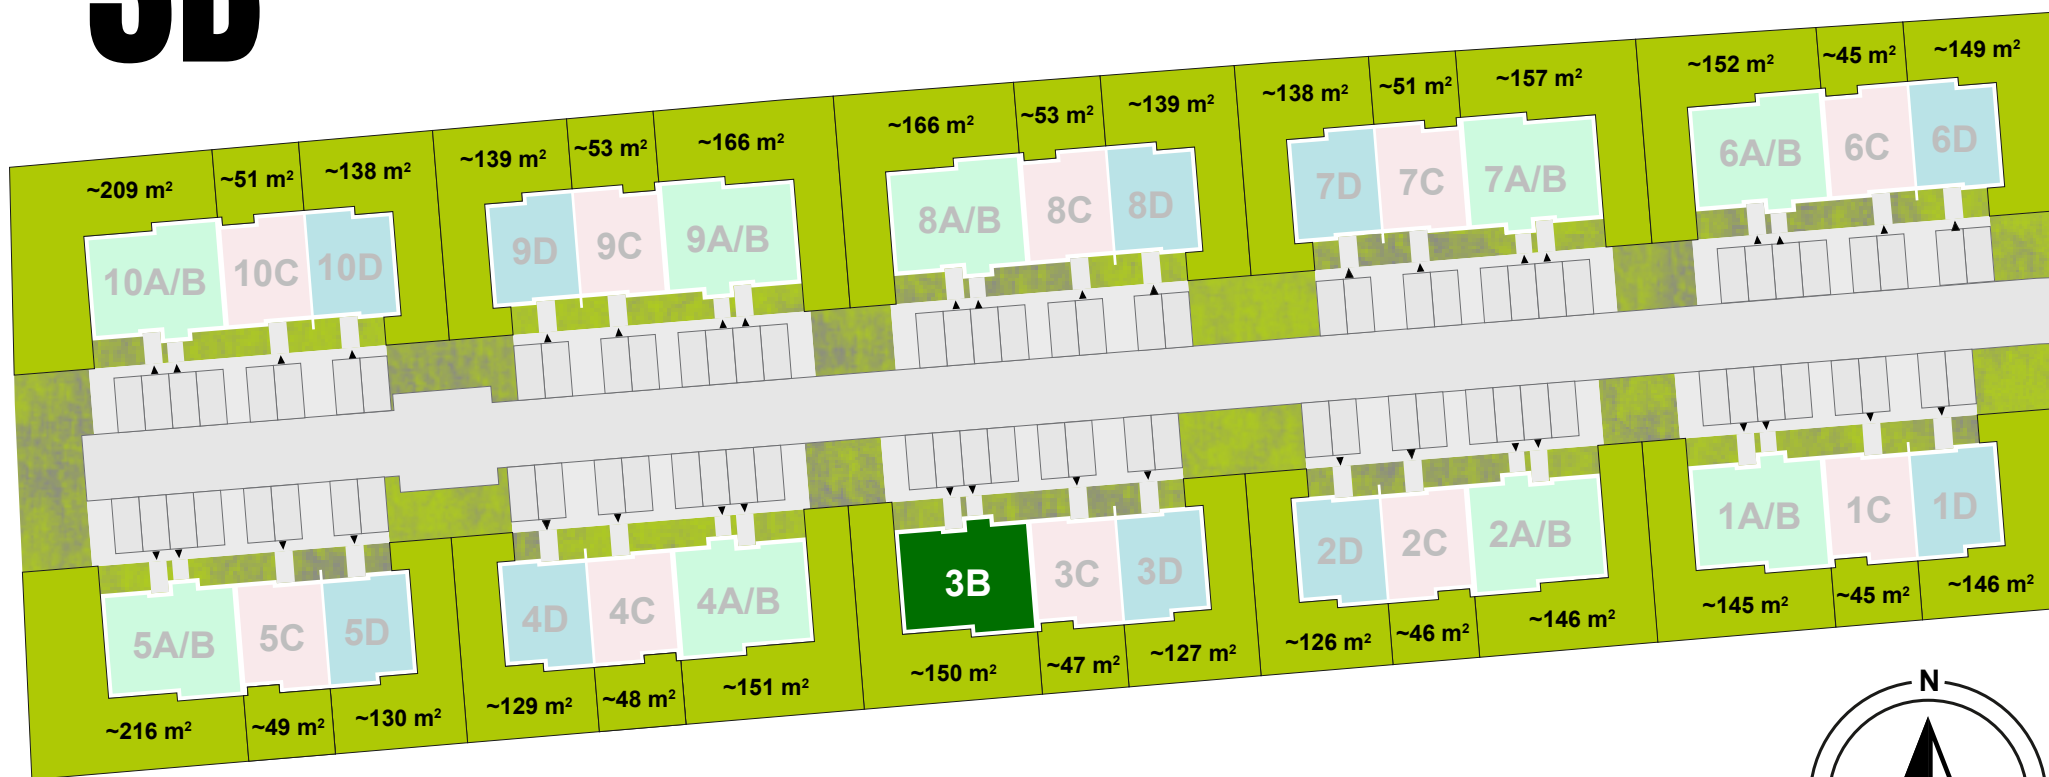 ~209 m²
~51 m²
~138 m²
~139 m²
~53 m²
~166 m²
~166 m²
~53 m²
~139 m²
~138 m²
~51 m²
~157 m²
~152 m²
~45 m²
~149 m²
10A/B
10C
10D
9D
9C
9A/B
8A/B
8C
8D
7D
7C
7A/B
6A/B
6C
6D
5A/B
5C
5D
4D
4C
4A/B
3B
3C
3D
2D
2C
2A/B
1A/B
1C
1D
~216 m²
~49 m²
~130 m²
~129 m²
~48 m²
~151 m²
~150 m²
~47 m²
~127 m²
~126 m²
~46 m²
~146 m²
~145 m²
~45 m²
~146 m²
N